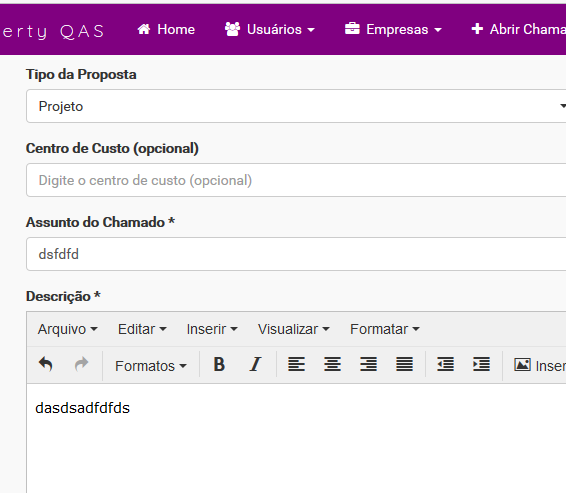 erty QAS Home Usuários Empresas Abrir Chama
Tipo da Proposta
Projeto
Centro de Custo (opcional)
Digite o centro de custo (opcional)
Assunto do Chamado *
dsfdfd
Descrição *
Arquivo Editar Inserir Visualizar Formatar
Formatos B I Inser
dasdsadfdfds